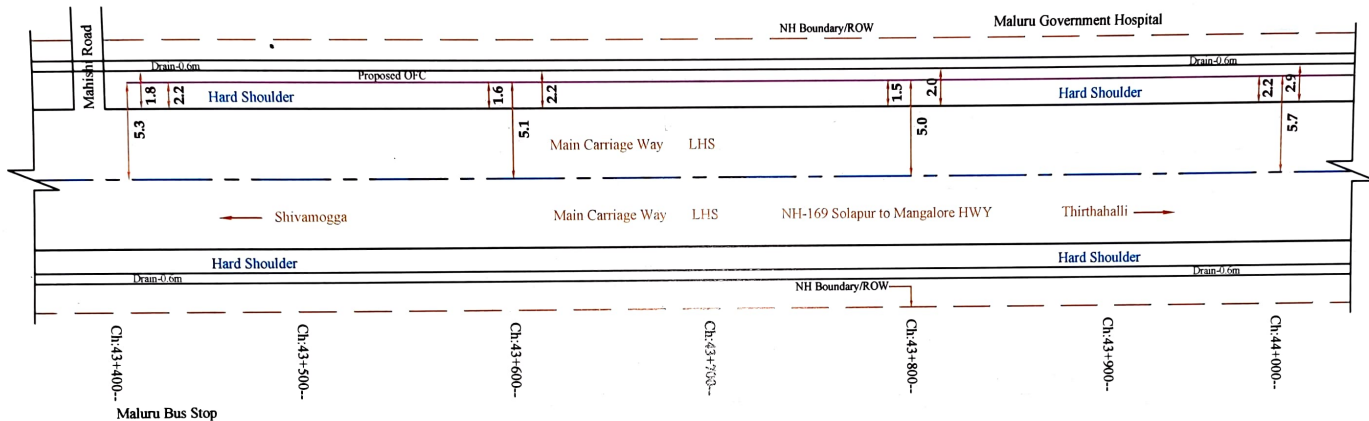 Maluru Government Hospital
NH Boundary/ROW
Mahishi Road
Drain-0.6m
Drain-0.6m
Proposed OFC
1.8
2.2
Hard Shoulder
1.6
2.2
1.5
2.0
Hard Shoulder
2.2
2.9
5.3
5.1
5.0
5.7
Main Carriage Way LHS
Shivamogga
Main Carriage Way LHS
NH-169 Solapur to Mangalore HWY
Thirthahalli
Hard Shoulder
Hard Shoulder
Drain-0.6m
Drain-0.6m
NH Boundary/ROW
Ch:43+400--
Ch:43+500--
Ch:43+600--
Ch:43+700--
Ch:43+800--
Ch:43+900--
Ch:44+000--
Maluru Bus Stop